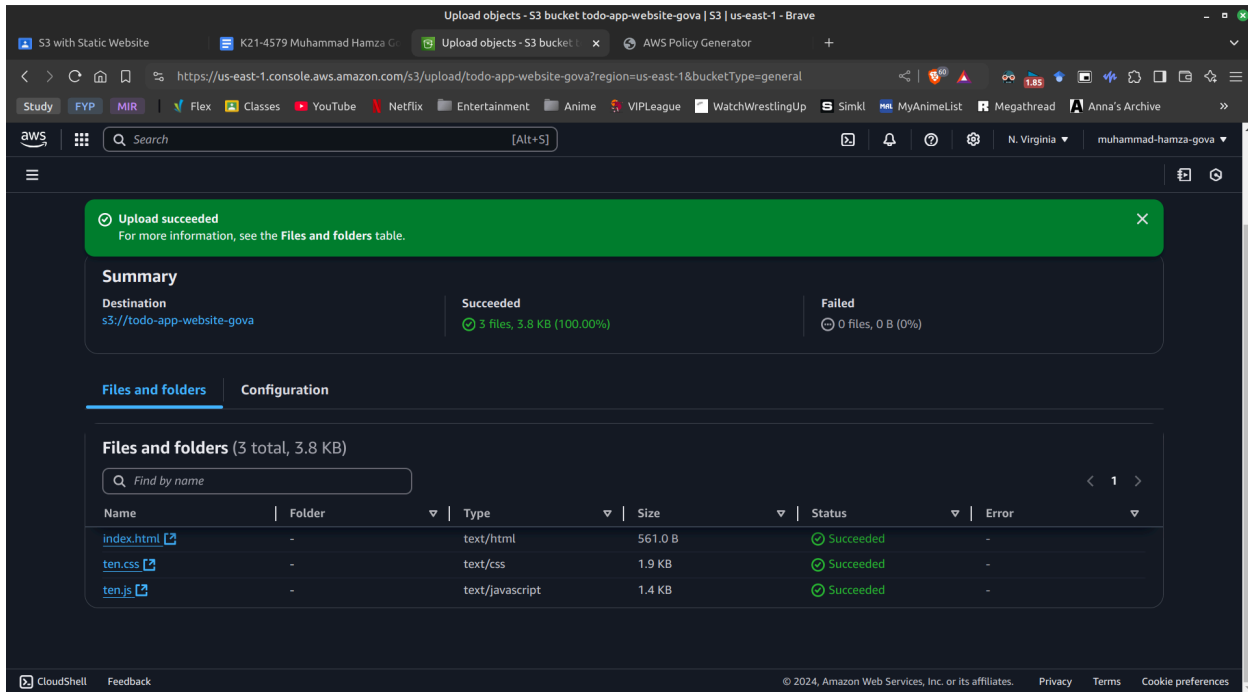 Upload objects - S3 bucket todo-app-website-gova | S3 | us-east-1 - Brave
S3 with Static Website K21-4579 Muhammad Hamza Go Upload objects - S3 bucket t AWS Policy Generator
https://us-east-1.console.aws.amazon.com/s3/upload/todo-app-website-gova?region=us-east-1&bucketType=general 60 1.85
Study FYP MIR Flex Classes YouTube Netflix Entertainment Anime VIPLeague WatchWrestlingUp Simkl MAL MyAnimeList Megathread Anna's Archive »
aws Search [Alt+S] N. Virginia muhammad-hamza-gova
Upload succeeded
For more information, see the Files and folders table.
Summary
Destination Succeeded Failed
s3://todo-app-website-gova 3 files, 3.8 KB (100.00%) 0 files, 0 B (0%)
Files and folders Configuration
Files and folders (3 total, 3.8 KB)
Find by name 1
Name Folder Type Size Status Error
index.html - text/html 561.0 B Succeeded -
ten.css - text/css 1.9 KB Succeeded -
ten.js - text/javascript 1.4 KB Succeeded -
CloudShell Feedback © 2024, Amazon Web Services, Inc. or its affiliates. Privacy Terms Cookie preferences